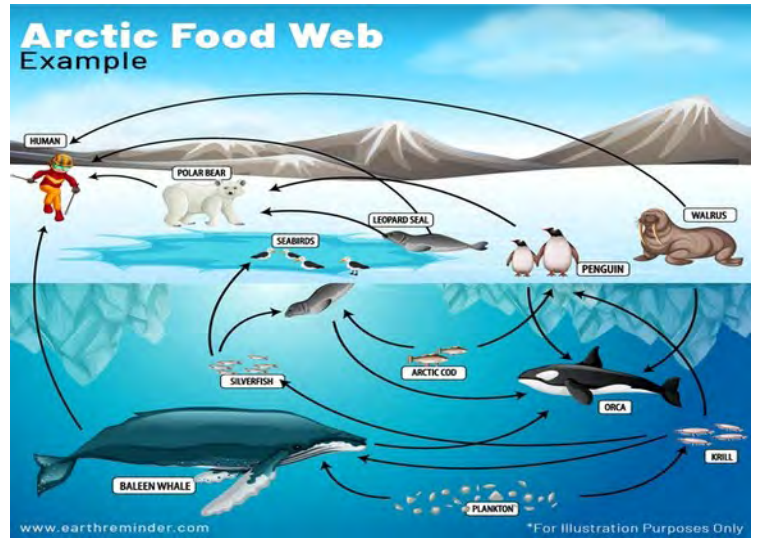 Arctic Food Web
Example
HUMAN
POLAR BEAR
LEOPARD SEAL
WALRUS
SEABIRDS
PENGUIN
SILVERFISH
ARCTIC COD
ORCA
KRILL
BALEEN WHALE
PLANKTON
www.earthreminder.com
*For Illustration Purposes Only